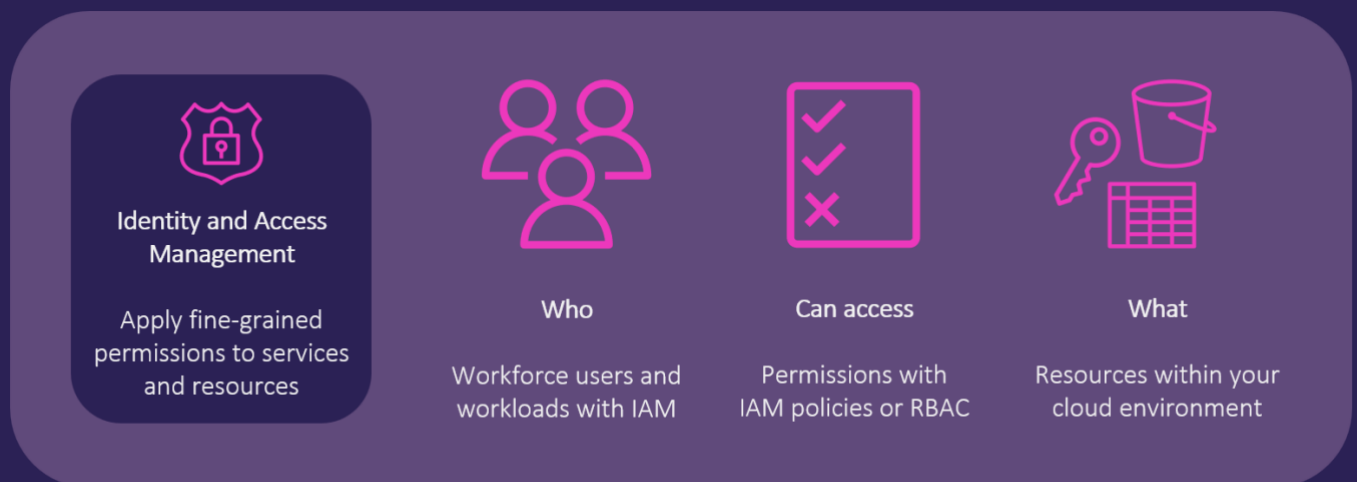 Identity and Access
Management
Apply fine-grained
permissions to services
and resources
Who
Workforce users and
workloads with IAM
Can access
Permissions with
IAM policies or RBAC
What
Resources within your
cloud environment